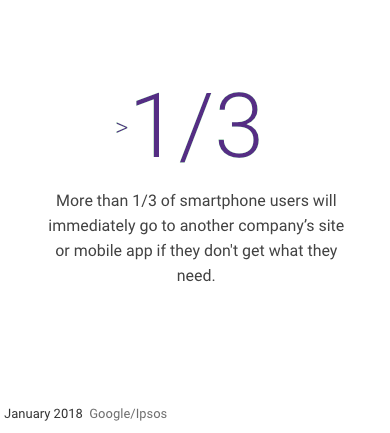 >1/3
More than 1/3 of smartphone users will
immediately go to another company’s site
or mobile app if they don't get what they
need.
January 2018 Google/Ipsos